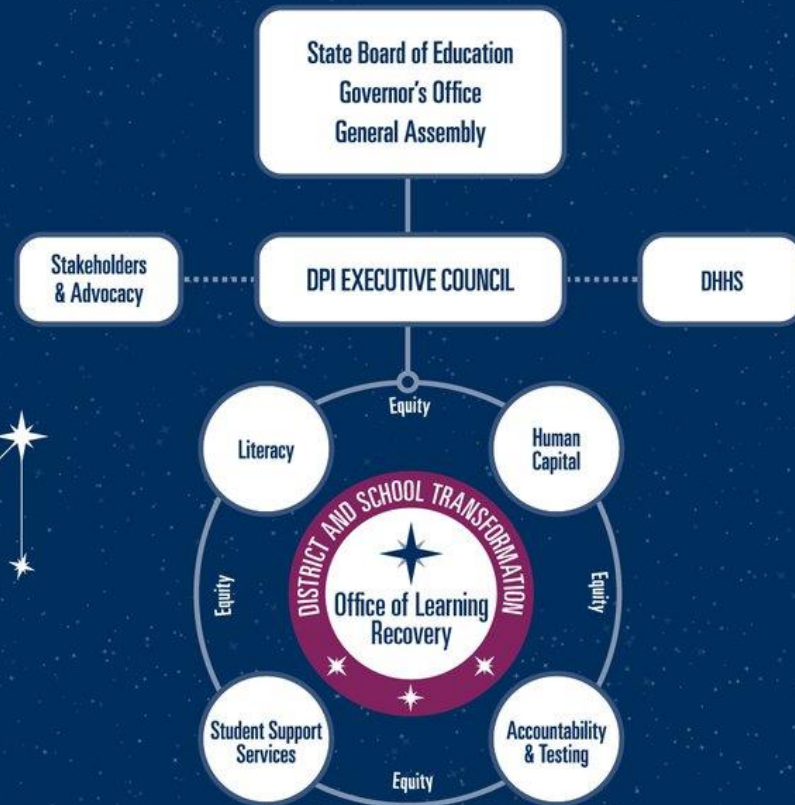 State Board of Education
Governor's Office
General Assembly
Stakeholders
& Advocacy
DPI EXECUTIVE COUNCIL
DHHS
Equity
Literacy
Human
Capital
DISTRICT AND SCHOOL TRANSFORMATION
Office of Learning
Recovery
Equity
Equity
Student Support
Services
Accountability
& Testing
Equity